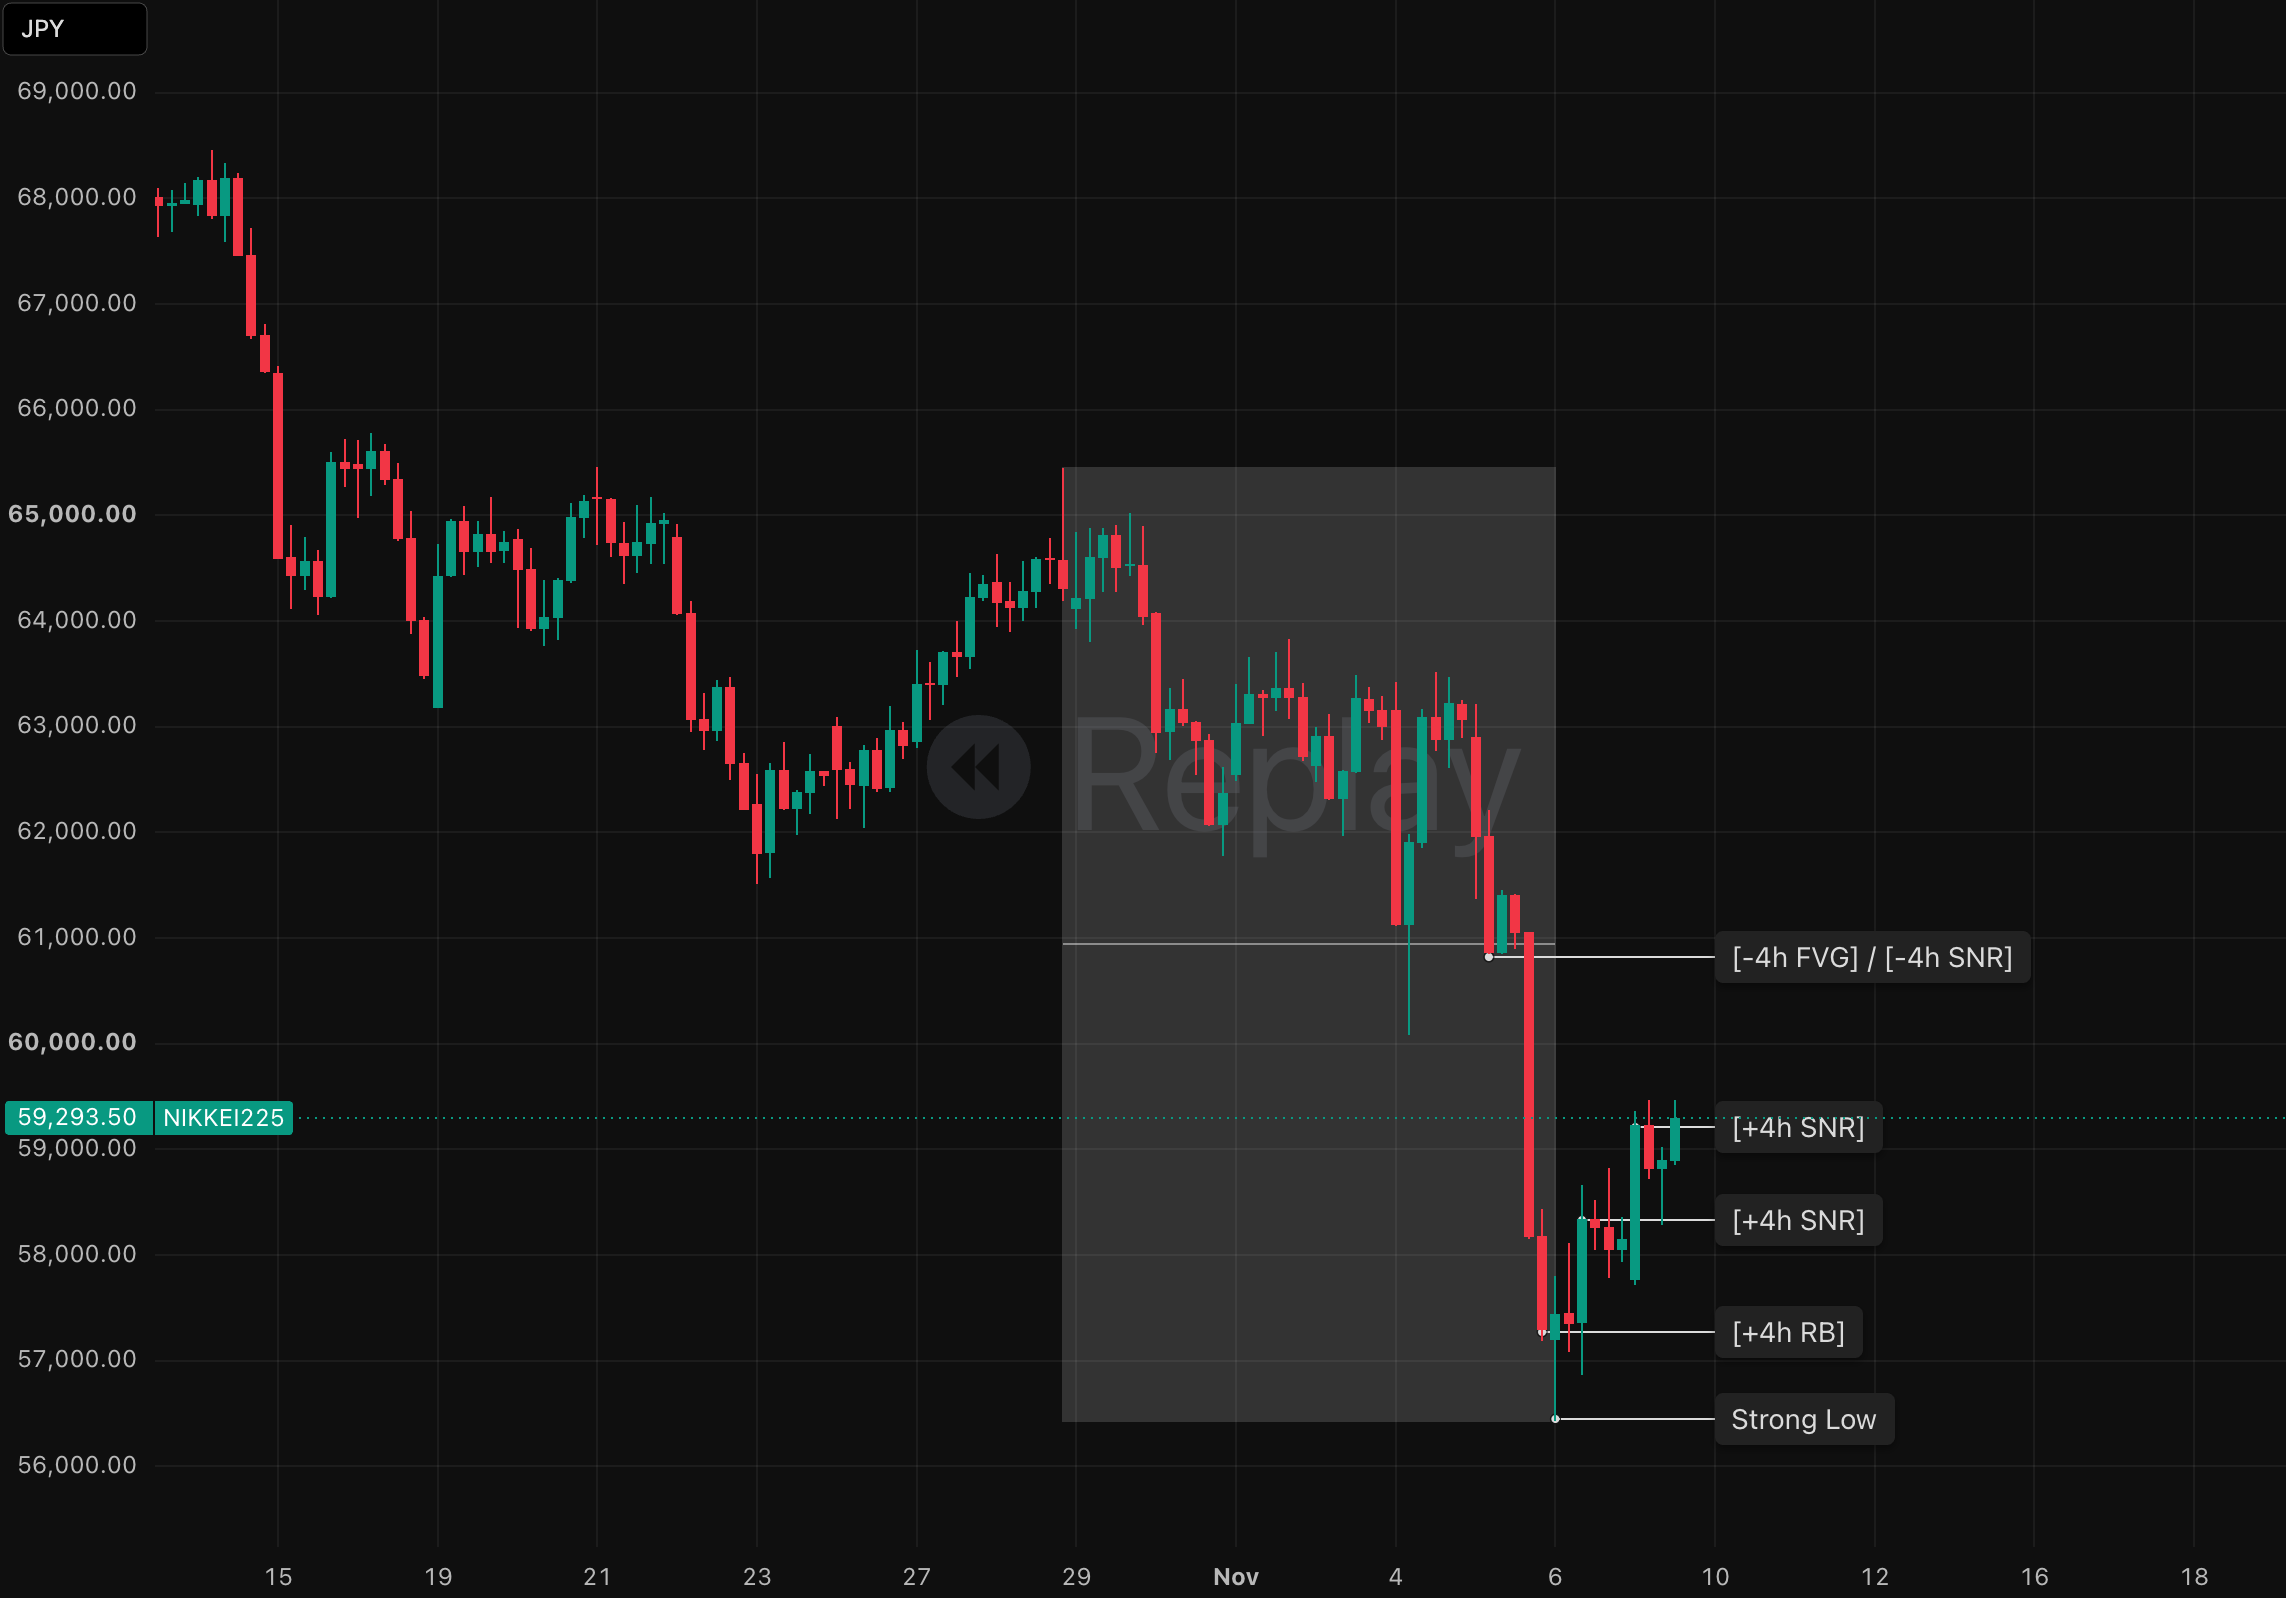 JPY
69,000.00
68,000.00
67,000.00
66,000.00
65,000.00
64,000.00
63,000.00
Replay
62,000.00
61,000.00
[-4h FVG] / [-4h SNR]
60,000.00
59,293.50 NIKKEI225
[+4h SNR]
59,000.00
[+4h SNR]
58,000.00
[+4h RB]
57,000.00
Strong Low
56,000.00
15 19 21 23 27 29 Nov 4 6 10 12 16 18